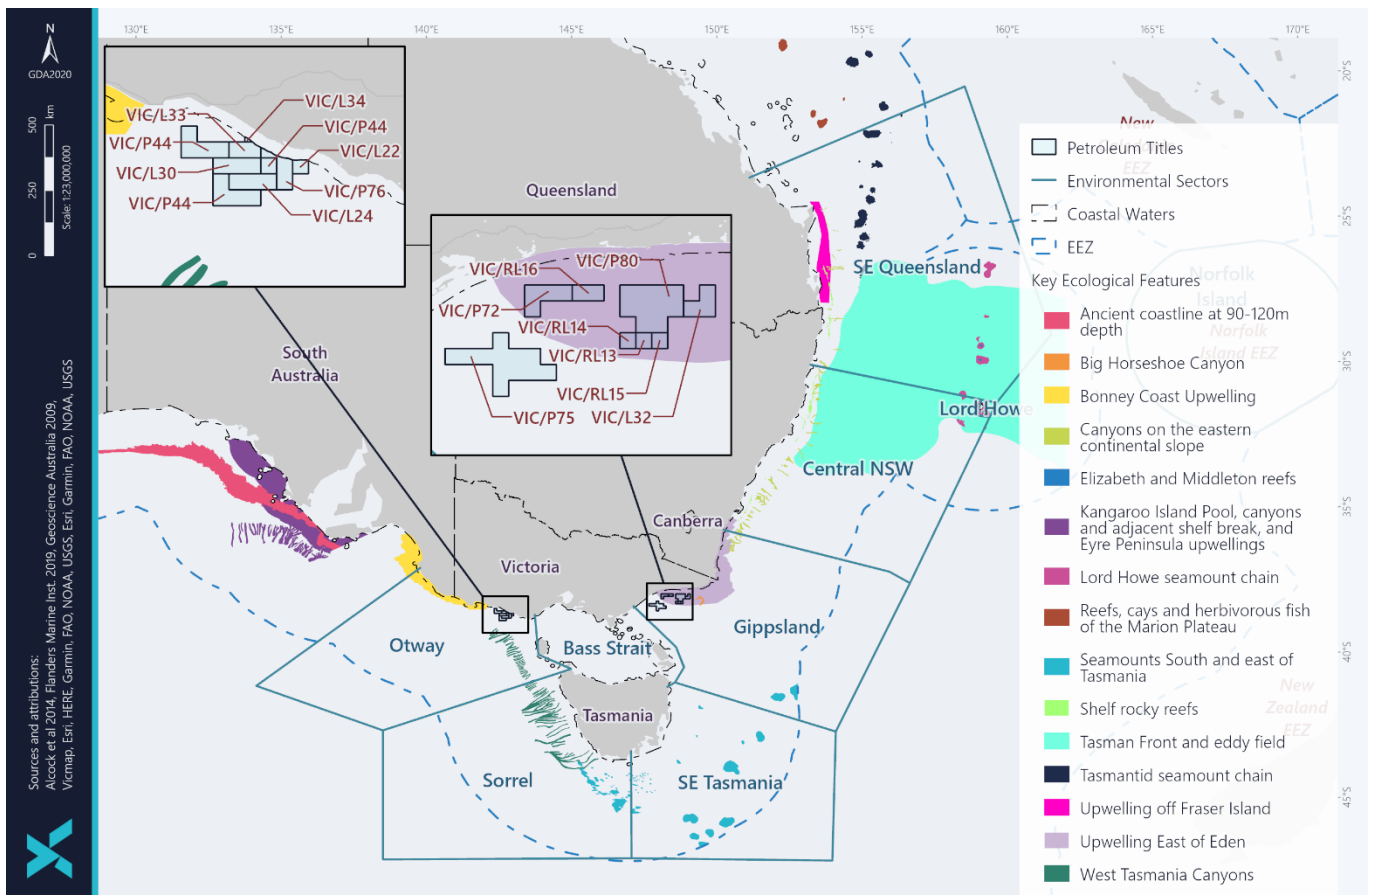 130°E
135°E
140°E
145°E
150°E
155°E
160°E
165°E
170°E
N
GDA2020
500
250
0
km
Scale: 1:23,000,000
Sources and attributions:
Alcock et al 2014, Flanders Marine Inst. 2019, Geoscience Australia 2009,
Vicmap, Esri, HERE, Garmin, FAO, NOAA, USGS, Esri, Garmin, FAO, NOAA, USGS
20°S
25°S
30°S
35°S
40°S
45°S
VIC/L34
VIC/L33
VIC/P44
VIC/P44
VIC/L22
VIC/L30
VIC/P76
VIC/P44
VIC/L24
VIC/RL16
VIC/P80
VIC/P72
VIC/RL14
VIC/RL13
VIC/RL15
VIC/P75
VIC/L32
Queensland
South
Australia
SE Queensland
Lord Howe
Central NSW
Canberra
Victoria
Otway
Bass Strait
Gippsland
Tasmania
Sorrel
SE Tasmania
New
EEZ
Norfolk
Island
Norfolk
Island EEZ
New
Zealand
EEZ
Petroleum Titles
Environmental Sectors
Coastal Waters
EEZ
Key Ecological Features
Ancient coastline at 90-120m
depth
Big Horseshoe Canyon
Bonney Coast Upwelling
Canyons on the eastern
continental slope
Elizabeth and Middleton reefs
Kangaroo Island Pool, canyons
and adjacent shelf break, and
Eyre Peninsula upwellings
Lord Howe seamount chain
Reefs, cays and herbivorous fish
of the Marion Plateau
Seamounts South and east of
Tasmania
Shelf rocky reefs
Tasman Front and eddy field
Tasmantid seamount chain
Upwelling off Fraser Island
Upwelling East of Eden
West Tasmania Canyons